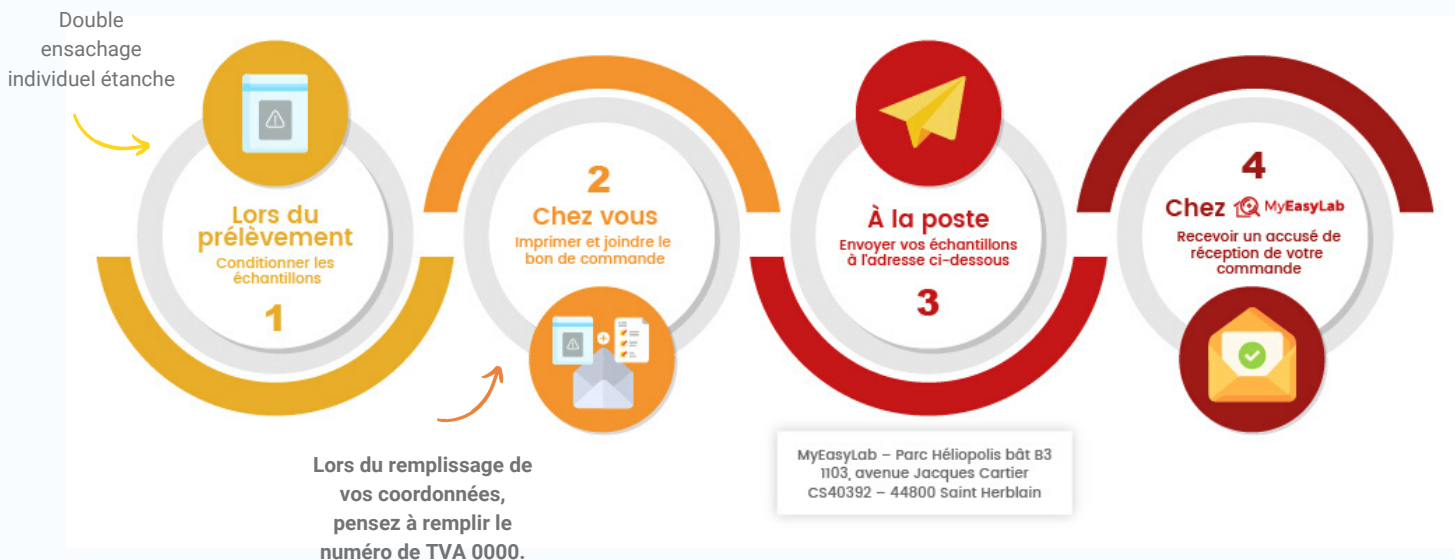 Double
ensachage
individuel étanche
Lors du
prélèvement
Conditionner les
échantillons
1
2
Chez vous
Imprimer et joindre le
bon de commande
Lors du remplissage de
vos coordonnées,
pensez à remplir le
numéro de TVA 0000.
À la poste
Envoyer vos échantillons
à l'adresse ci-dessous
3
MyEasyLab – Parc Héliopolis bât B3
1103, avenue Jacques Cartier
CS40392 – 44800 Saint Herblain
4
Chez MyEasyLab
Recevoir un accusé de
réception de votre
commande